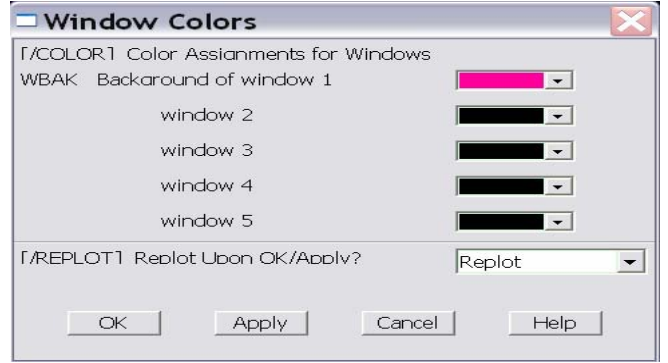 Window Colors
[/COLOR] Color Assignments for Windows
WBAK Background of window 1
window 2
window 3
window 4
window 5
[/REPLOT] Replot Upon OK/Apply? Replot
OK Apply Cancel Help